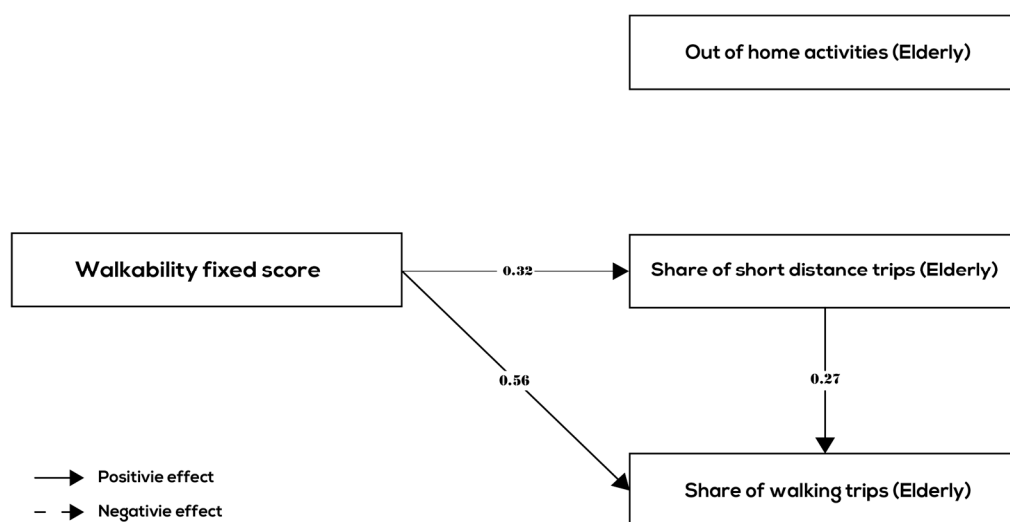 Out of home activities (Elderly)
Walkability fixed score
0.32
Share of short distance trips (Elderly)
0.56
0.27
Share of walking trips (Elderly)
Positivie effect
Negativie effect